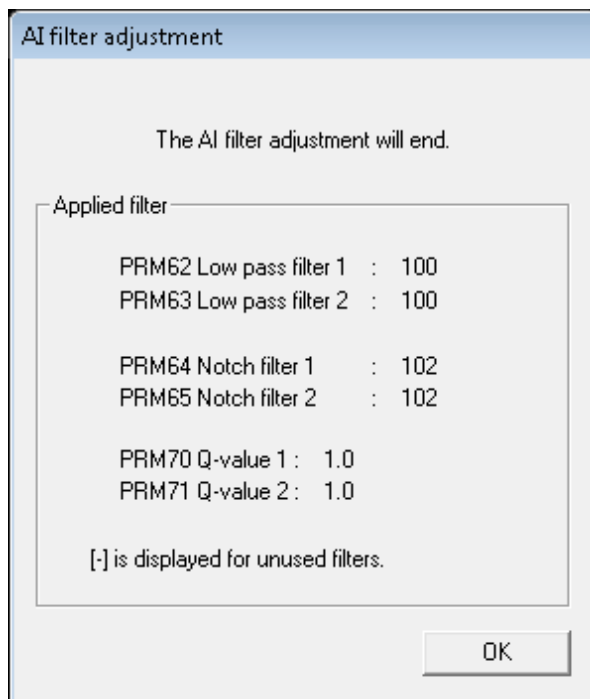 AI filter adjustment
The AI filter adjustment will end.
Applied filter
PRM62 Low pass filter 1 : 100
PRM63 Low pass filter 2 : 100
PRM64 Notch filter 1 : 102
PRM65 Notch filter 2 : 102
PRM70 Q-value 1 : 1.0
PRM71 Q-value 2 : 1.0
[-] is displayed for unused filters.
OK